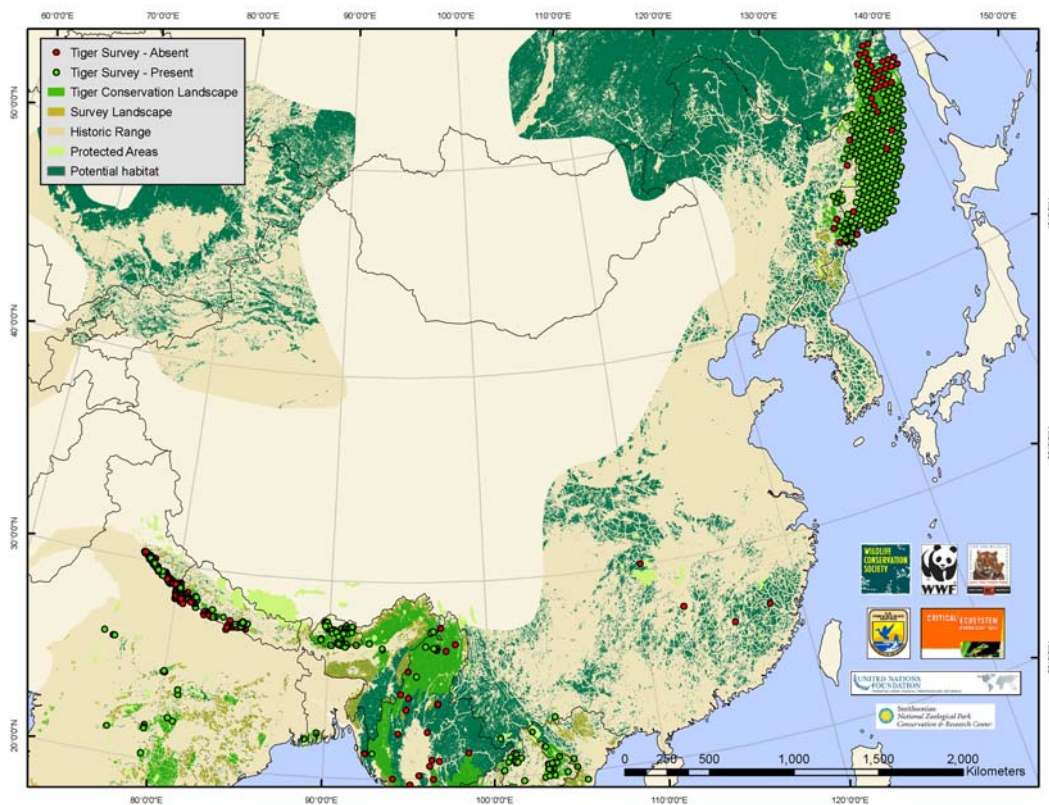 60°0'0"E 70°0'0"E 80°0'0"E 90°0'0"E 100°0'0"E 110°0'0"E 120°0'0"E 130°0'0"E 140°0'0"E 150°0'0"E
Tiger Survey - Absent
Tiger Survey - Present
Tiger Conservation Landscape
Survey Landscape
Historic Range
Protected Areas
Potential habitat
50°0'0"N
40°0'0"N
30°0'0"N
20°0'0"N
WILDLIFE
CONSERVATION
SOCIETY
WWF
CRITICAL
ECOSYSTEM
UNITED NATIONS
FOUNDATION
Smithsonian
National Zoological Park
Conservation & Research Center
0 250 500 1,000 1,500 2,000
Kilometers
80°0'0"E 90°0'0"E 100°0'0"E 110°0'0"E 120°0'0"E